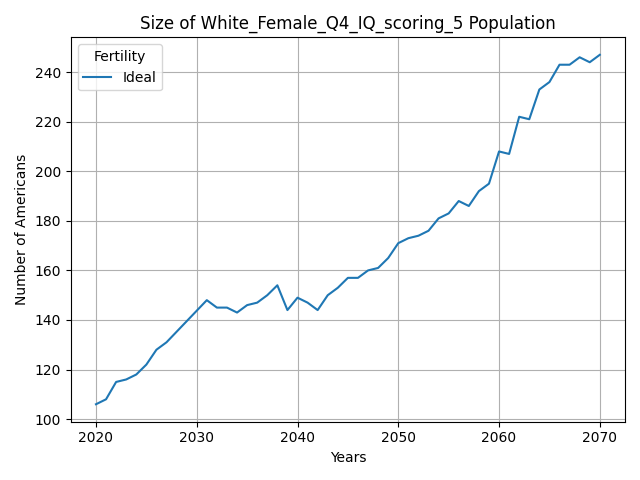 Size of White_Female_Q4_IQ_scoring_5 Population
Fertility
Ideal
240
220
200
180
160
140
120
100
Number of Americans
2020 2030 2040 2050 2060 2070
Years